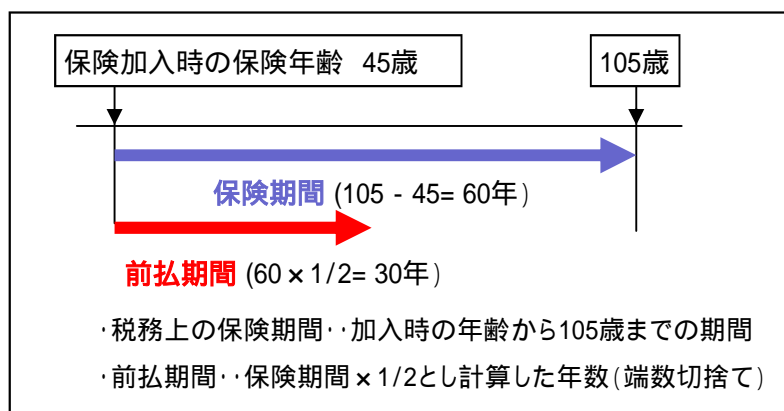 保険加入時の保険年齢 45歳
105歳
保険期間 (105 - 45= 60年)
前払期間 (60×1/2= 30年)
・税務上の保険期間‥加入時の年齢から105歳までの期間
・前払期間‥保険期間×1/2とし計算した年数(端数切捨て)